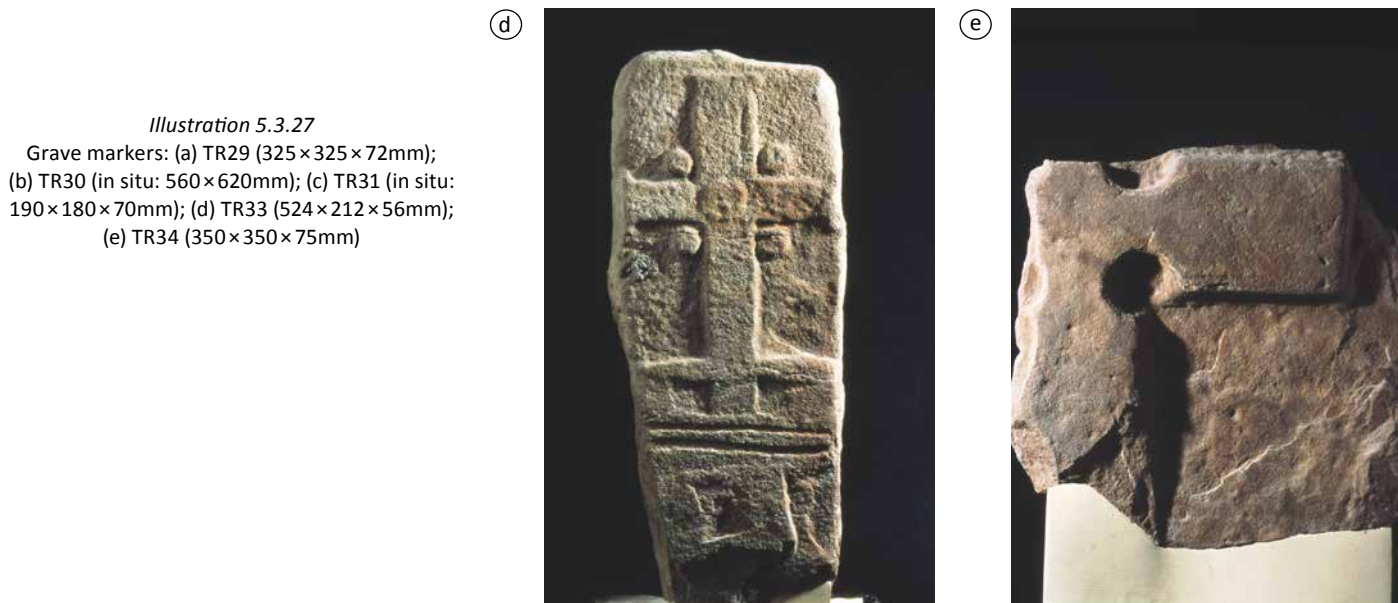 d
e
Illustration 5.3.27
Grave markers: (a) TR29 (325×325×72mm);
(b) TR30 (in situ: 560×620mm); (c) TR31 (in situ:
190×180×70mm); (d) TR33 (524×212×56mm);
(e) TR34 (350×350×75mm)